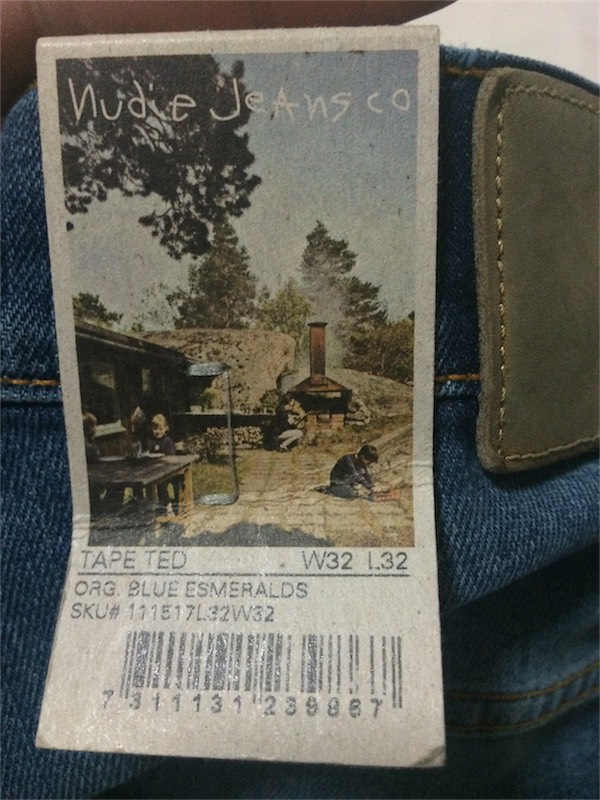 Nudie Jeans co
TAPE TED W32 L32
ORG. BLUE ESMERALDS
SKU# 111517L32W32
7 311131 239867